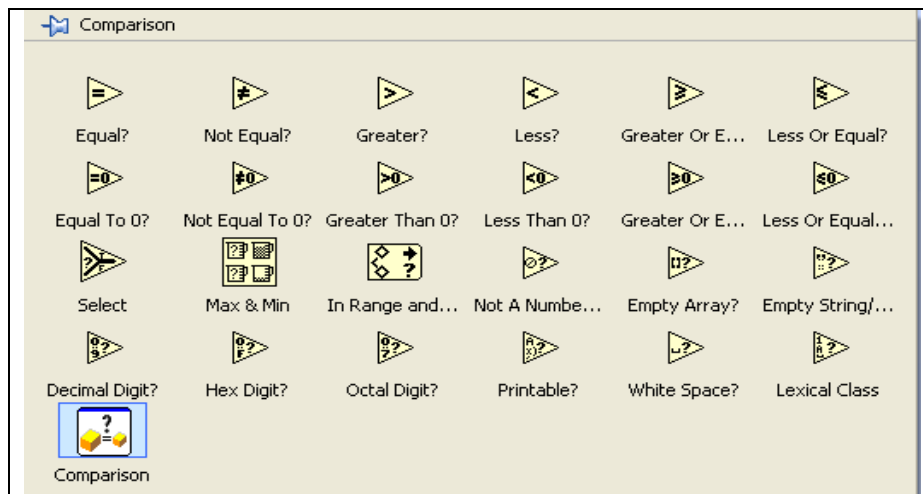 Comparison
Equal? Not Equal? Greater? Less? Greater Or E... Less Or Equal?
Equal To 0? Not Equal To 0? Greater Than 0? Less Than 0? Greater Or E... Less Or Equal...
Select Max & Min In Range and... Not A Numbe... Empty Array? Empty String/...
Decimal Digit? Hex Digit? Octal Digit? Printable? White Space? Lexical Class
Comparison